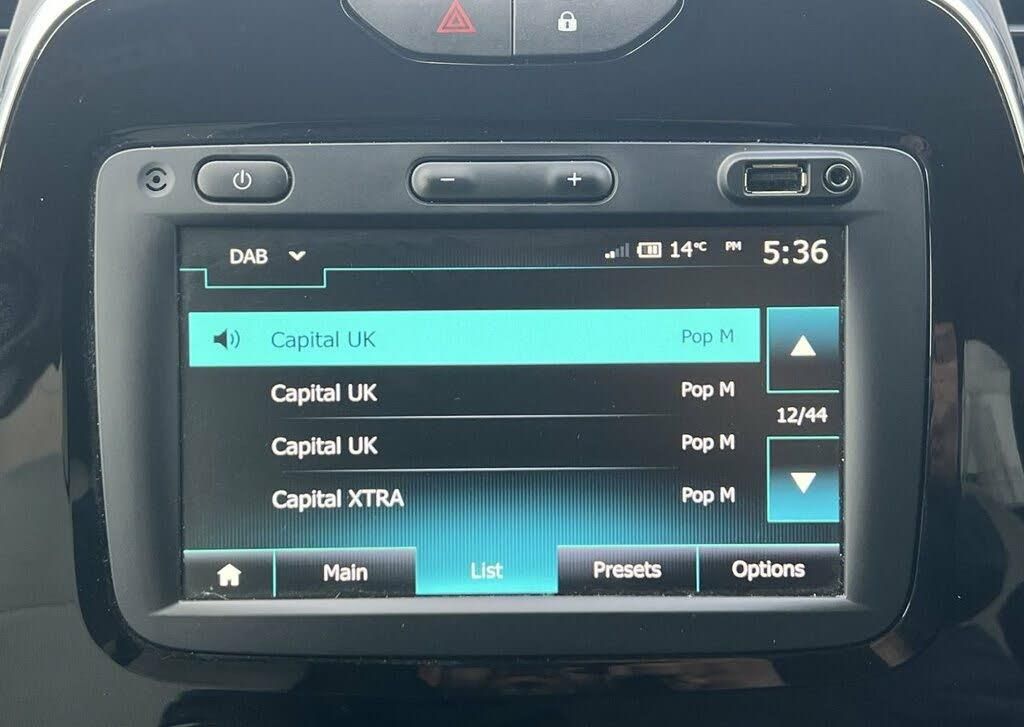 − +
DAB 14°C PM 5:36
Capital UK Pop M
Capital UK Pop M
12/44
Capital UK Pop M
Capital XTRA Pop M
Main List Presets Options